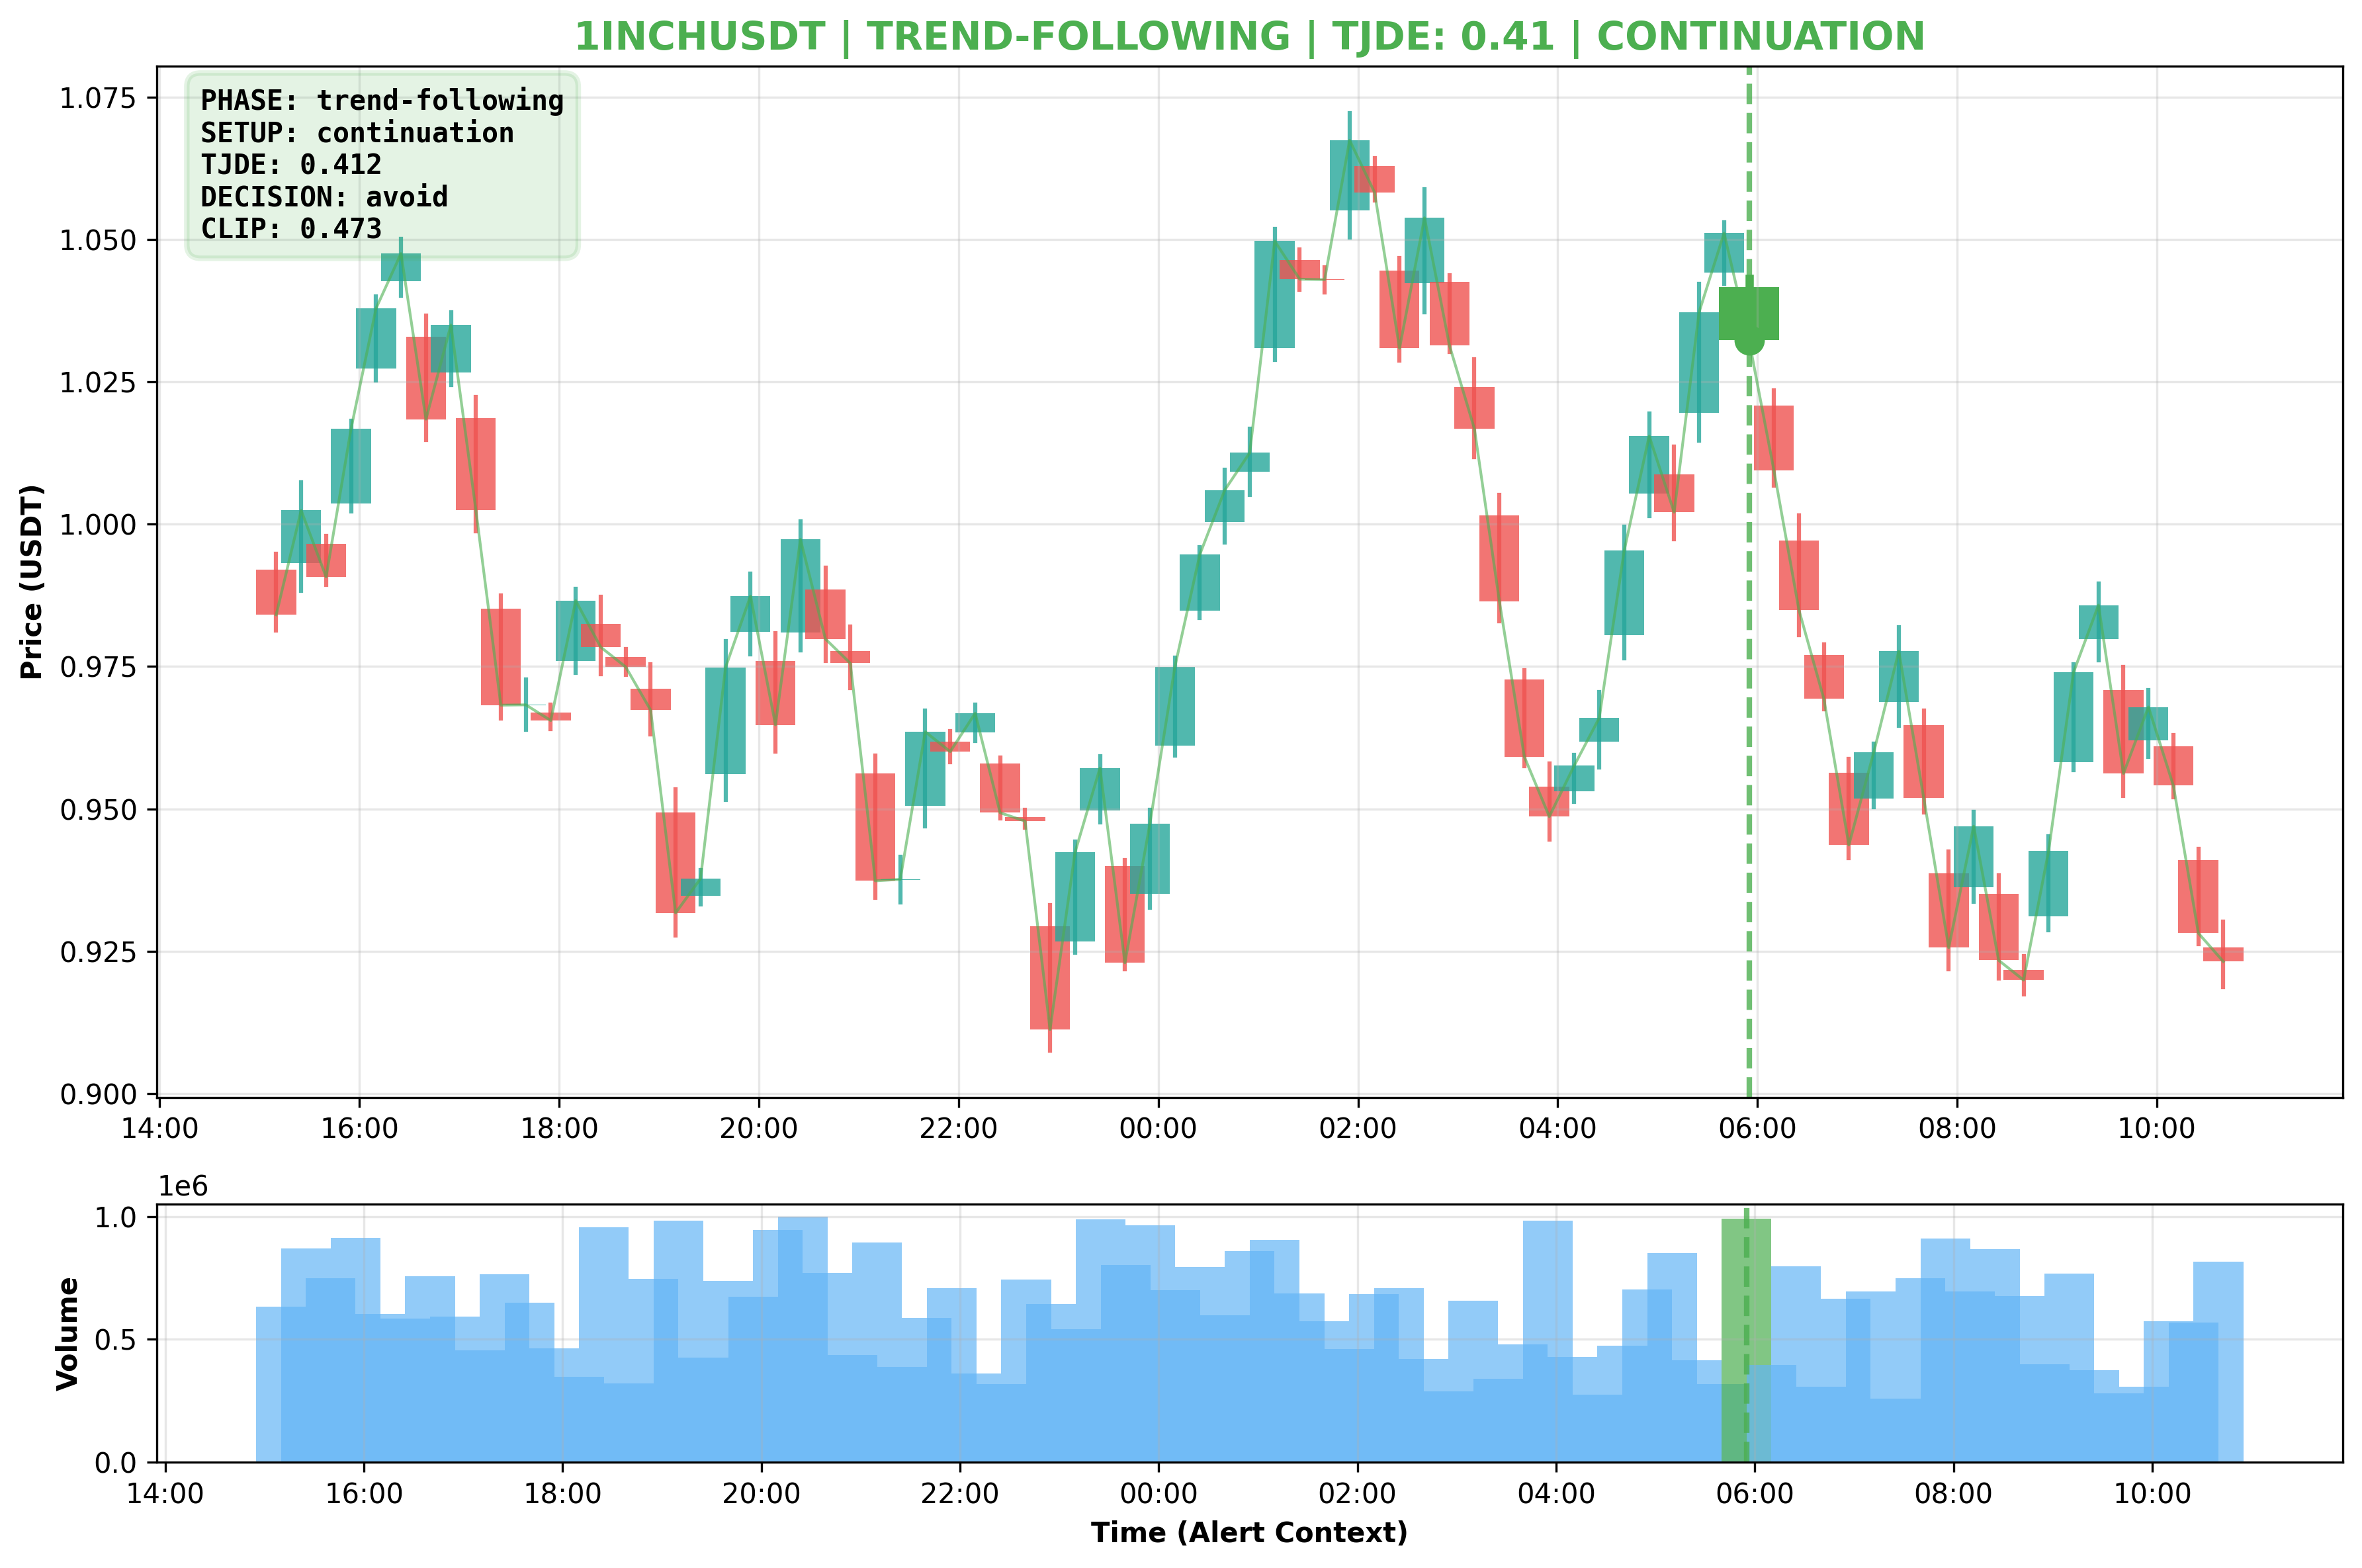 1INCHUSDT | TREND-FOLLOWING | TJDE: 0.41 | CONTINUATION
PHASE: trend-following
SETUP: continuation
TJDE: 0.412
DECISION: avoid
CLIP: 0.473
Price (USDT)
1.075
1.050
1.025
1.000
0.975
0.950
0.925
0.900
14:00 16:00 18:00 20:00 22:00 00:00 02:00 04:00 06:00 08:00 10:00
1e6
Volume
1.0
0.5
0.0
14:00 16:00 18:00 20:00 22:00 00:00 02:00 04:00 06:00 08:00 10:00
Time (Alert Context)